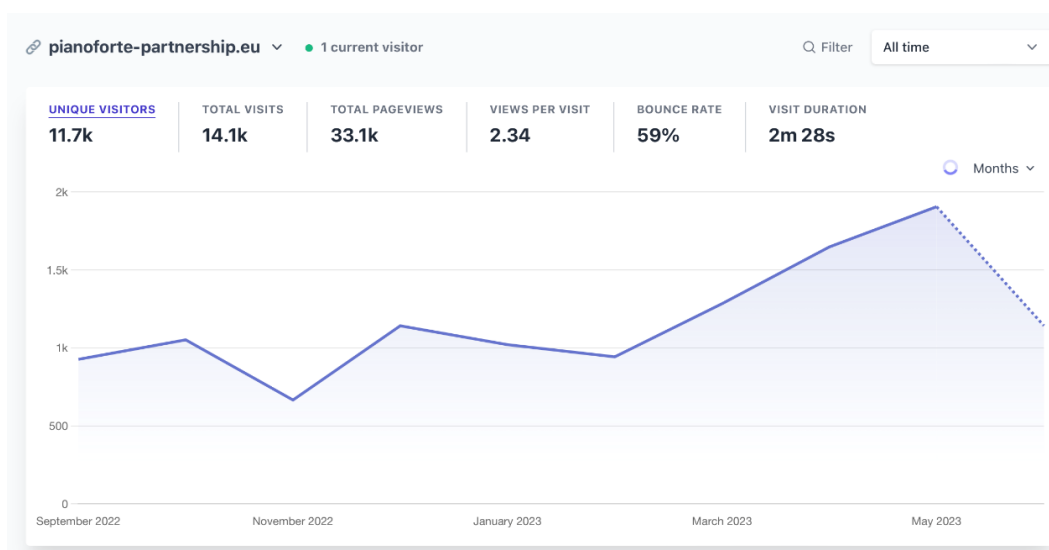 pianoforte-partnership.eu 1 current visitor Filter All time
UNIQUE VISITORS TOTAL VISITS TOTAL PAGEVIEWS VIEWS PER VISIT BOUNCE RATE VISIT DURATION
11.7k 14.1k 33.1k 2.34 59% 2m 28s
Months
2k
1.5k
1k
500
0
September 2022 November 2022 January 2023 March 2023 May 2023